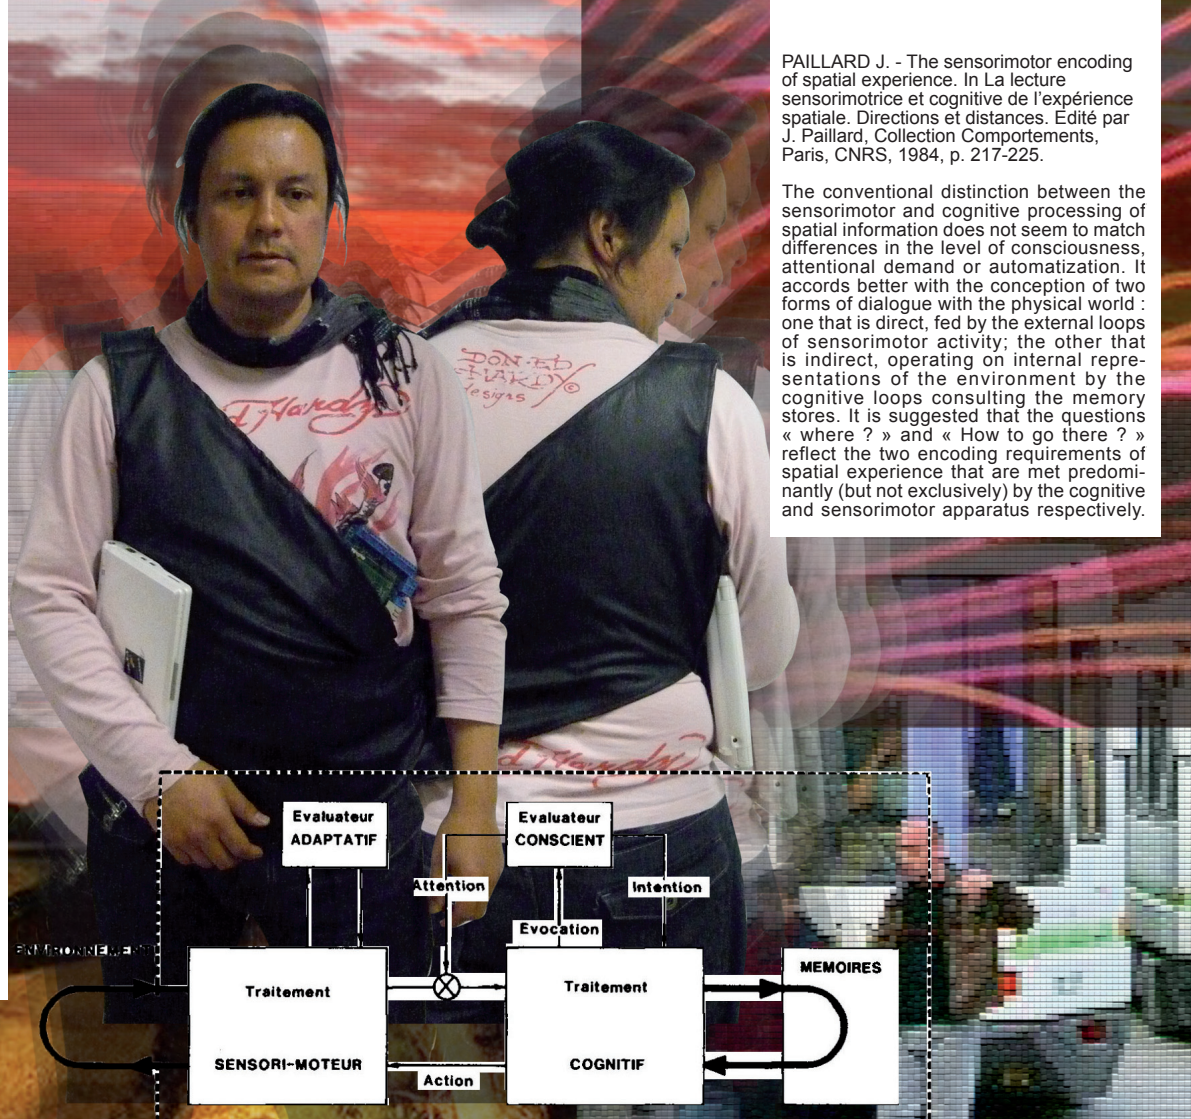 PAILLARD J. - The sensorimotor encoding
of spatial experience. In La lecture
sensorimotrice et cognitive de l’expérience
spatiale. Directions et distances. Edité par
J. Paillard, Collection Comportements,
Paris, CNRS, 1984, p. 217-225.
The conventional distinction between the
sensorimotor and cognitive processing of
spatial information does not seem to match
differences in the level of consciousness,
attentional demand or automatization. It
accords better with the conception of two
forms of dialogue with the physical world :
one that is direct, fed by the external loops
of sensorimotor activity; the other that
is indirect, operating on internal repre-
sentations of the environment by the
cognitive loops consulting the memory
stores. It is suggested that the questions
« where ? » and « How to go there ? »
reflect the two encoding requirements of
spatial experience that are met predomi-
nantly (but not exclusively) by the cognitive
and sensorimotor apparatus respectively.
DON·ED
HARDY©
designs
d Hardy
d Hardy
Evaluateur
ADAPTATIF
Evaluateur
CONSCIENT
Attention
Intention
Evocation
ENVIRONNEMENT
Traitement
SENSORI-MOTEUR
Action
Traitement
COGNITIF
MEMOIRES